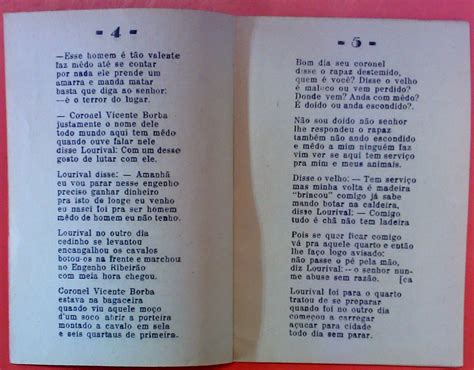 - 4 -
—Esse homem é tão valente
faz mêdo até se contar
por nada ele prende um
amarra e manda matar
basta que diga ao senhor:
--é o terror do lugar.
— Coronel Vicente Borba
justamente o nome dele
todo mundo aqui tem mêdo
quando ouve falar nele
disse Lourival: Com um desse
gosto de lutar com ele.
Lourival disse: — Amanhã
eu vou parar nesse engenho
preciso ganhar dinheiro
pra isto de longe eu venho
eu nasci foi pra ser homem
mêdo de homem eu não tenho.
Lourival no outro dia
cedinho se levantou
encangalhou os cavalos
botou-os na frente e marchou
no Engenho Ribeirão
com meia hora chegou.
Coronel Vicente Borba
estava na bagaceira
quando viu aquele moço
d'um soco abrir a porteira
montado a cavalo em sela
e seis quartaus de primeira.
- 5 -
Bom dia seu coronel
disse o rapaz destemido,
quem é você? Disse o velho
é maluco ou vem perdido?
Donde vem? Anda com mêdo?
É doido ou anda escondido?
Não sou doido não senhor
lhe respondeu o rapaz
também não ando escondido
e mêdo a mim ninguém faz
vim ver se aqui tem serviço
pra mim e meus animais.
Disse o velho: — Tem serviço
mas minha volta é madeira
"brincou" comigo já sabe
mando botar na caldeira,
disse Lourival: — Comigo
tudo é chã não tem ladeira
Pois se quer ficar comigo
vá pra aquele quarto e então
lhe faço logo avisado:
não passe o pé pela mão,
diz Lourival: -- o senhor nun-
me abuse sem razão. [ca
Lourival foi para o quarto
tratou de se preparar
quando foi no outro dia
começou a carregar
açucar para cidade
todo dia sem parar.